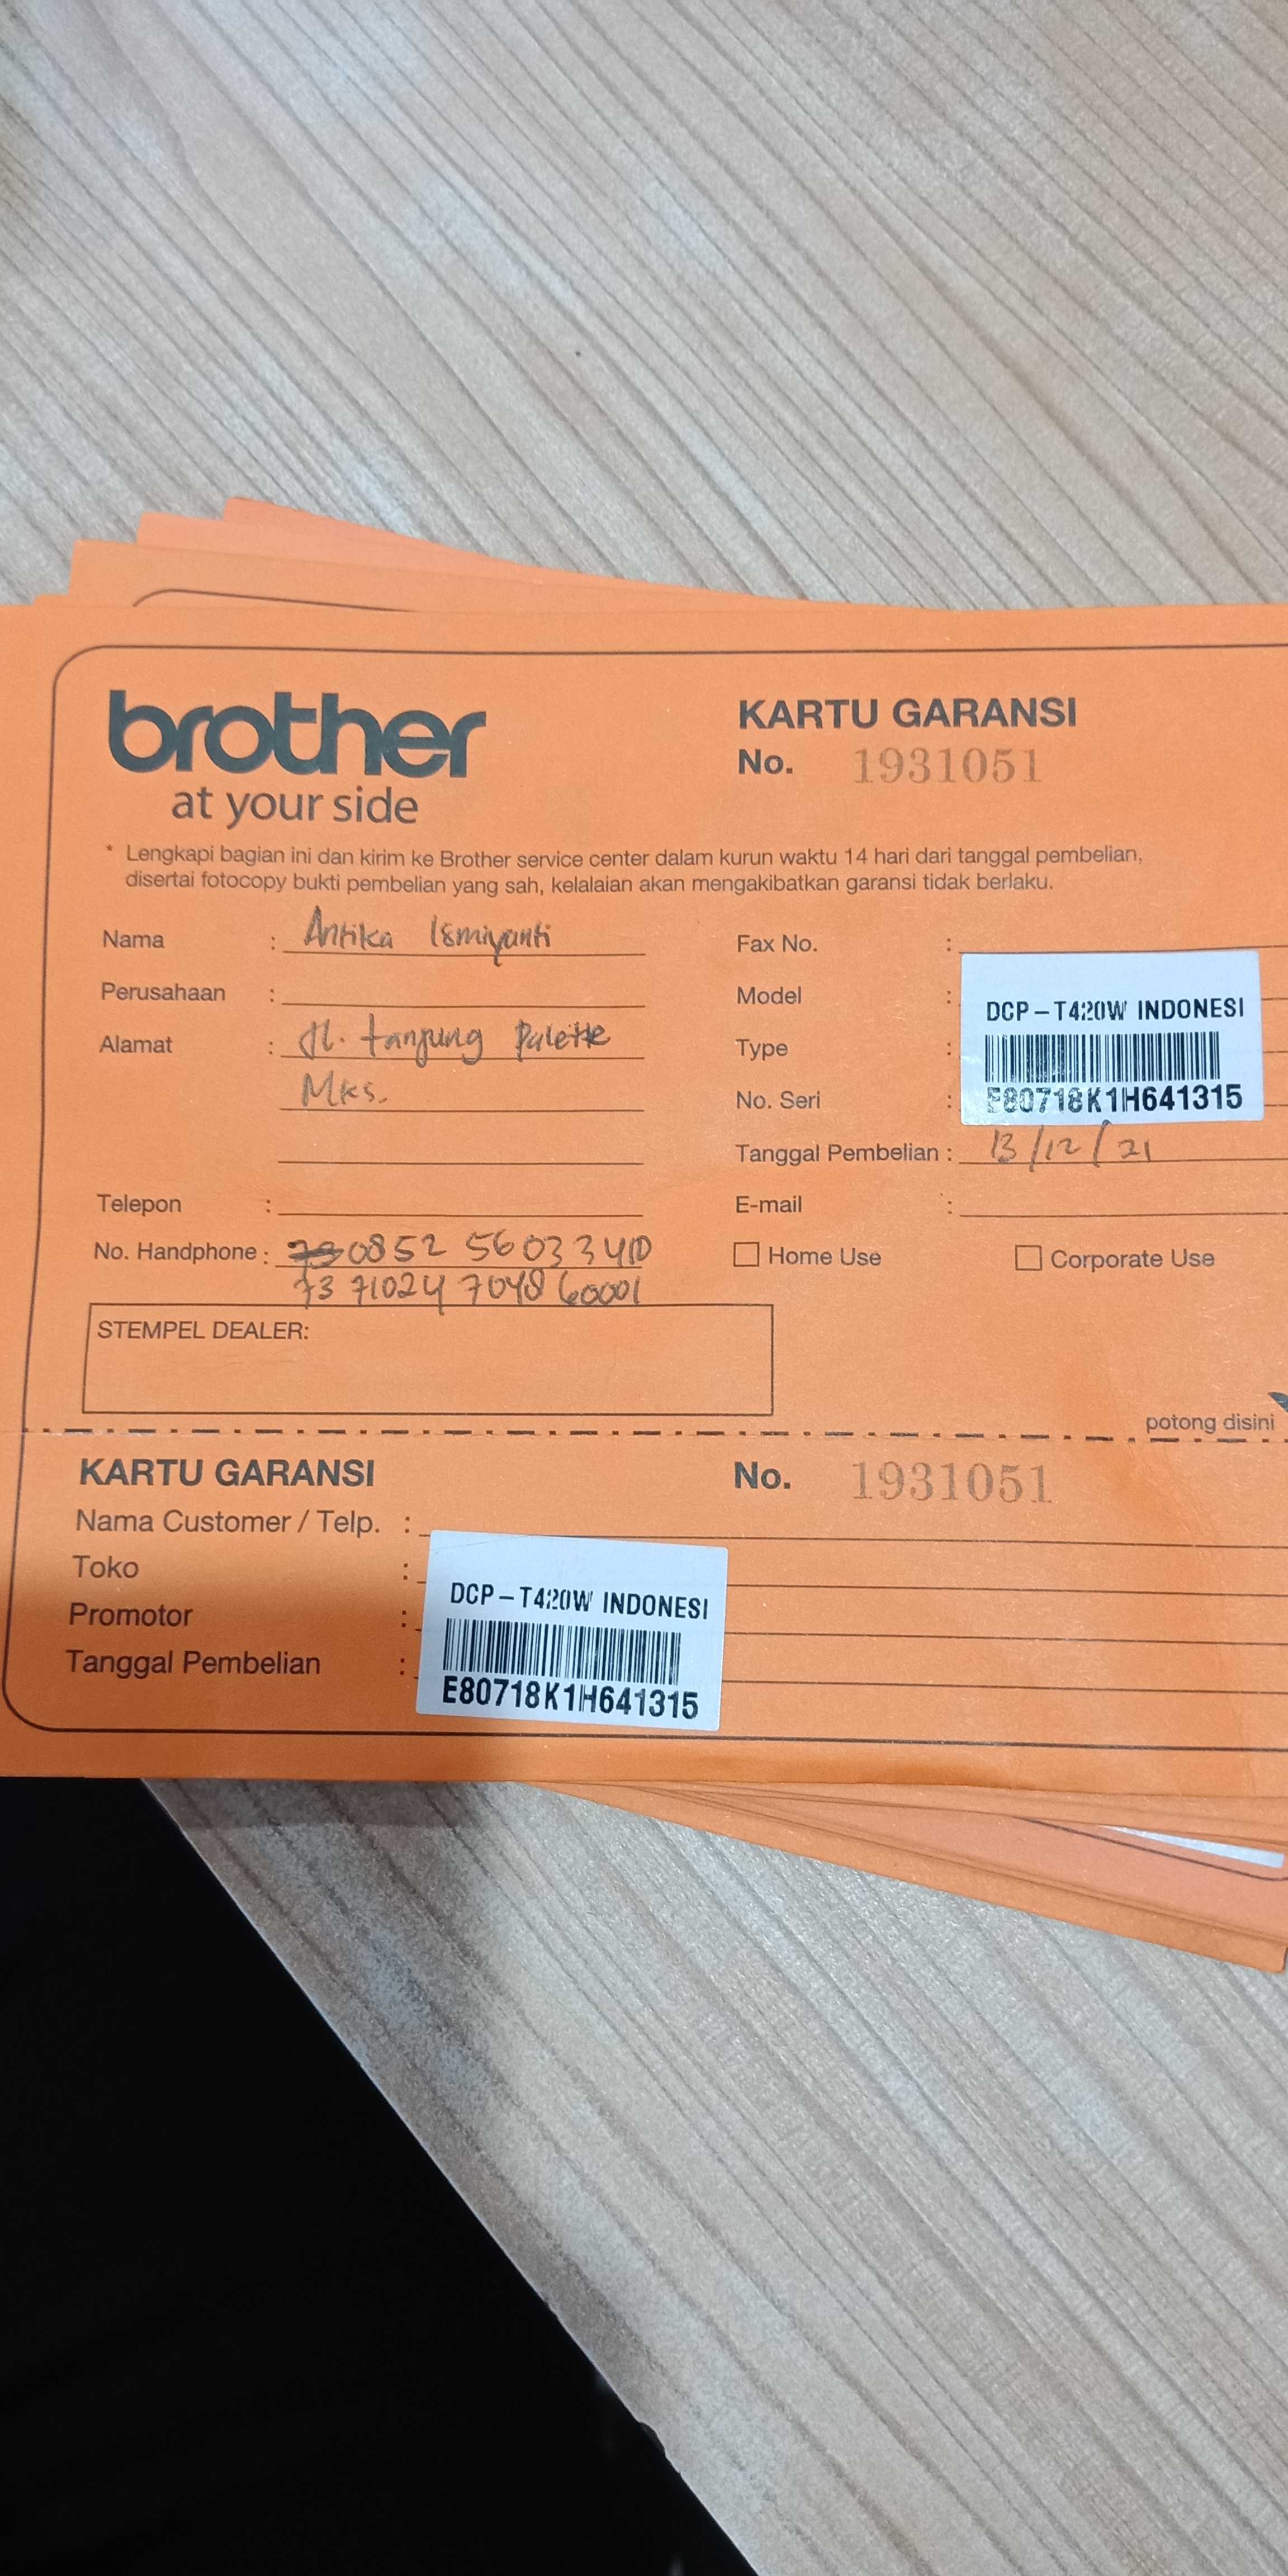 brother
at your side
KARTU GARANSI
No. 1931051
* Lengkapi bagian ini dan kirim ke Brother service center dalam kurun waktu 14 hari dari tanggal pembelian,
disertai fotocopy bukti pembelian yang sah, kelalaian akan mengakibatkan garansi tidak berlaku.
Nama : Antika Ismiyanti
Perusahaan :
Alamat : Jl. tanjung Palette
Mks.
Telepon :
No. Handphone : 0852 5603 3410
73 71024 7048 60001
Fax No. :
Model :
Type :
No. Seri :
DCP-T420W INDONESI
E80718K1H641315
Tanggal Pembelian : 13/12/21
E-mail :
Home Use
Corporate Use
STEMPEL DEALER:
potong disini
KARTU GARANSI
No. 1931051
Nama Customer / Telp. :
Toko :
Promotor :
Tanggal Pembelian :
DCP-T420W INDONESI
E80718K1H641315